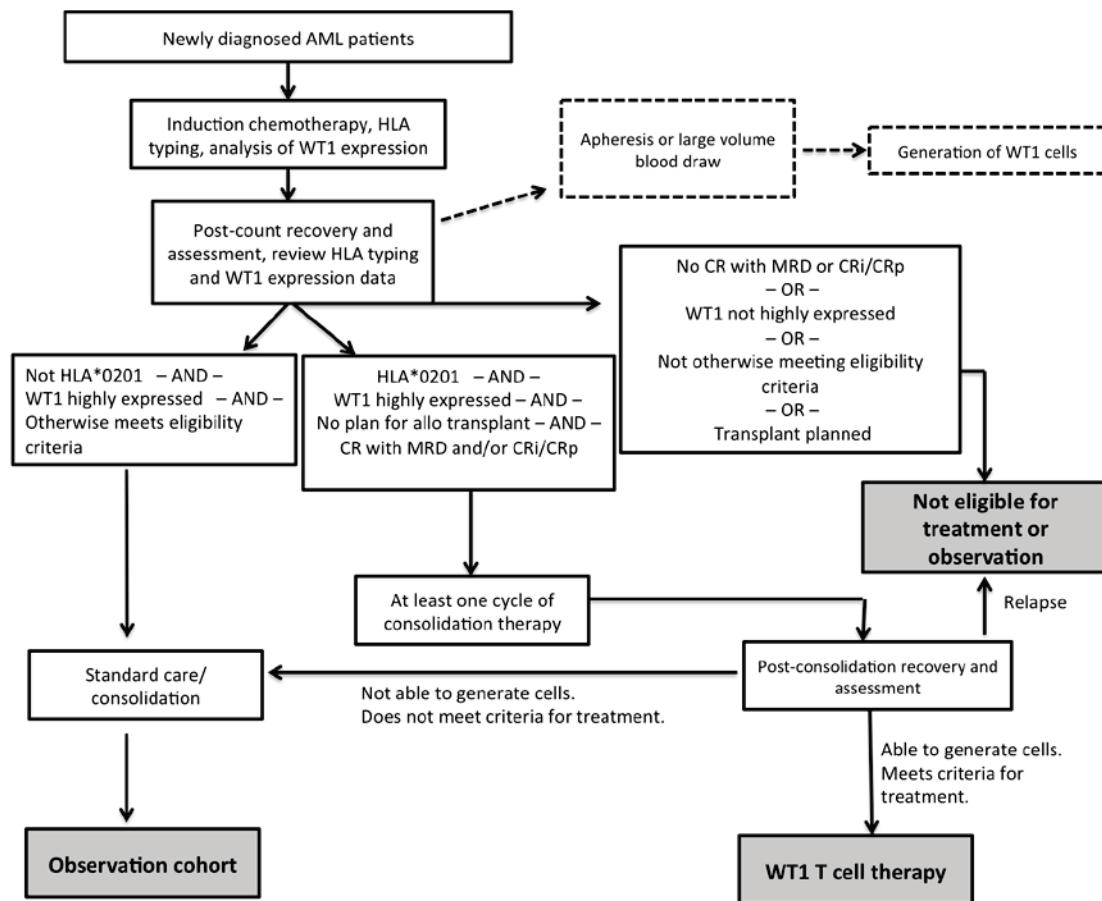 Newly diagnosed AML patients
Induction chemotherapy, HLA
typing, analysis of WT1 expression
Apheresis or large volume
blood draw
Generation of WT1 cells
Post-count recovery and
assessment, review HLA typing
and WT1 expression data
No CR with MRD or CRi/CRp
– OR –
WT1 not highly expressed
– OR –
Not otherwise meeting eligibility
criteria
– OR –
Transplant planned
Not HLA*0201 – AND –
WT1 highly expressed – AND –
Otherwise meets eligibility
criteria
HLA*0201 – AND –
WT1 highly expressed – AND –
No plan for allo transplant – AND –
CR with MRD and/or CRi/CRp
Not eligible for
treatment or
observation
At least one cycle of
consolidation therapy
Relapse
Standard care/
consolidation
Post-consolidation recovery and
assessment
Not able to generate cells.
Does not meet criteria for treatment.
Able to generate cells.
Meets criteria for
treatment.
Observation cohort
WT1 T cell therapy